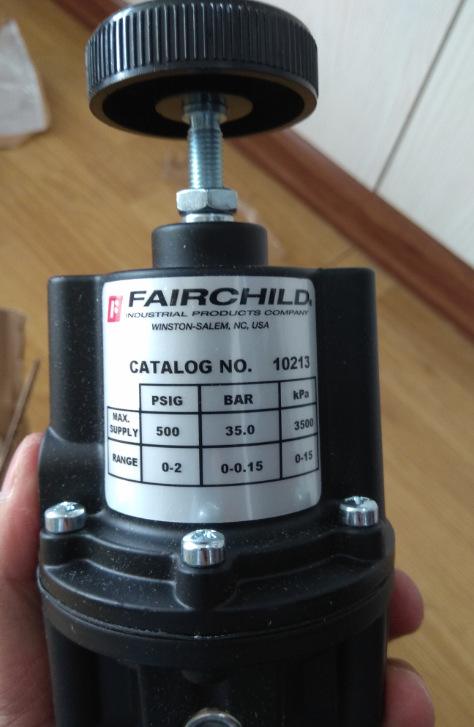 FAIRCHILD®
INDUSTRIAL PRODUCTS COMPANY
WINSTON-SALEM, NC, USA
CATALOG NO. 10213
PSIG BAR kPa
MAX. SUPPLY 500 35.0 3500
RANGE 0-2 0-0.15 0-15